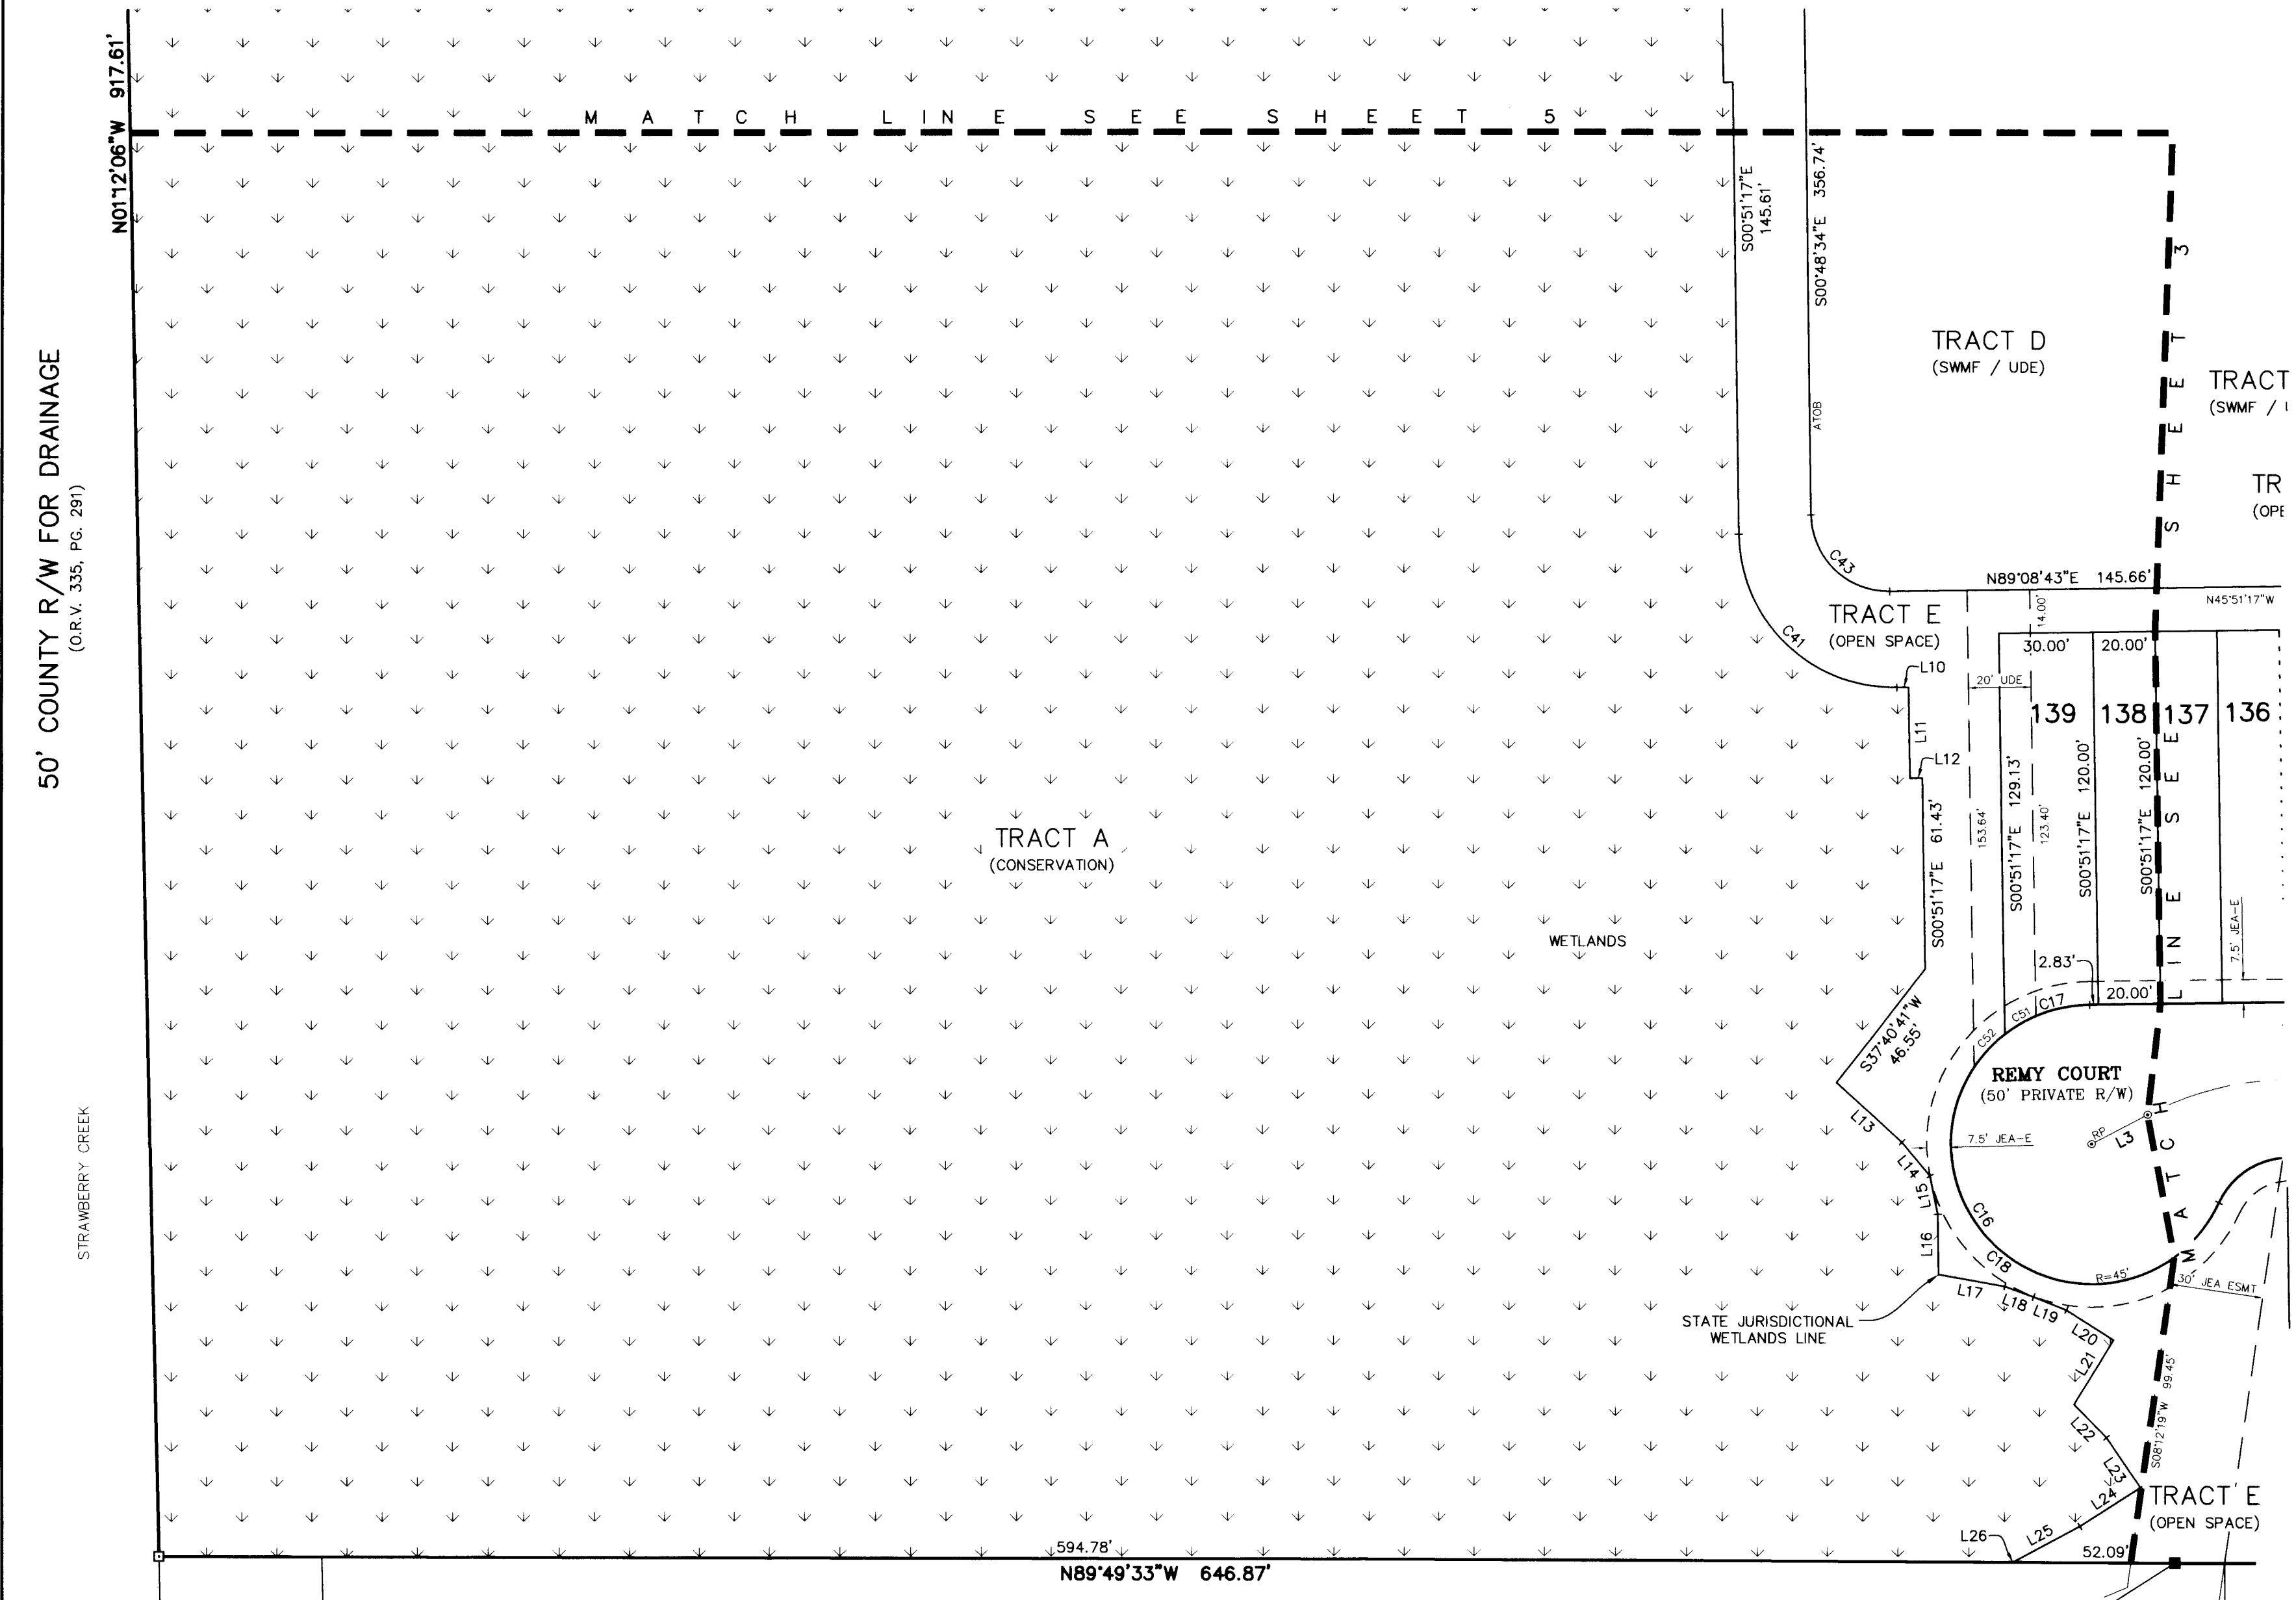 N01°12'06"W 917.61'
MATCH LINE SEE SHEET 5
50' COUNTY R/W FOR DRAINAGE
(O.R.V. 335, PG. 291)
STRAWBERRY CREEK
S00°51'17"E
145.61'
S00°48'34"E 356.74'
ATOB
TRACT D
(SWMF / UDE)
MATCH LINE SEE SHEET 3
TRACT
(SWMF /
TR
(OPE
C43
N89°08'43"E 145.66'
N45°51'17"W
14.00'
TRACT E
(OPEN SPACE)
C41
30.00'
20.00'
L10
20' UDE
139
138
137
136
L11
L12
S00°51'17"E 61.43'
153.64'
S00°51'17"E 129.13'
123.40'
S00°51'17"E 120.00'
S00°51'17"E 120.00'
7.5' JEA-E
TRACT A
(CONSERVATION)
WETLANDS
2.83'
20.00'
C17
C51
C52
S37°40'41"W
46.55'
REMY COURT
(50' PRIVATE R/W)
RP
L3
7.5' JEA-E
L13
L14
L15
L16
C16
C18
R=45'
30' JEA ESMT
L17
L18
L19
L20
L21
L22
L23
L24
L25
L26
STATE JURISDICTIONAL
WETLANDS LINE
S08°12'19"W 99.45'
TRACT E
(OPEN SPACE)
594.78'
52.09'
N89°49'33"W 646.87'